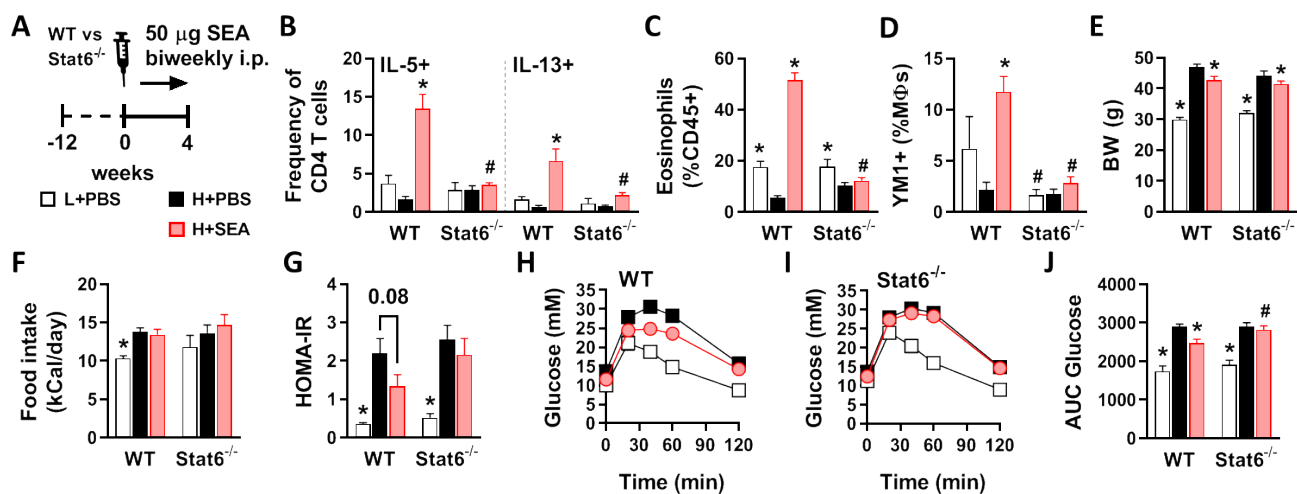 A
WT vs
Stat6-/-
50 μg SEA
biweekly i.p.
-12
0
4
weeks
L+PBS
H+PBS
H+SEA
B
Frequency of
CD4 T cells
IL-5+
IL-13+
20
15
10
5
0
*
#
*
#
WT
Stat6-/-
WT
Stat6-/-
C
Eosinophils
(%CD45+)
60
45
30
15
0
*
*
*
#
WT
Stat6-/-
D
YM1+ (%MΦs)
15
10
5
0
*
#
#
WT
Stat6-/-
E
BW (g)
50
40
30
20
10
0
*
*
*
*
WT
Stat6-/-
F
Food intake
(kCal/day)
20
15
10
5
0
*
WT
Stat6-/-
G
HOMA-IR
4
3
2
1
0
0.08
*
*
WT
Stat6-/-
H
WT
Glucose (mM)
35
30
25
20
15
10
5
0
0
30
60
90
120
Time (min)
I
Stat6-/-
Glucose (mM)
35
30
25
20
15
10
5
0
0
30
60
90
120
Time (min)
J
AUC Glucose
4000
3000
2000
1000
0
*
*
*
#
WT
Stat6-/-